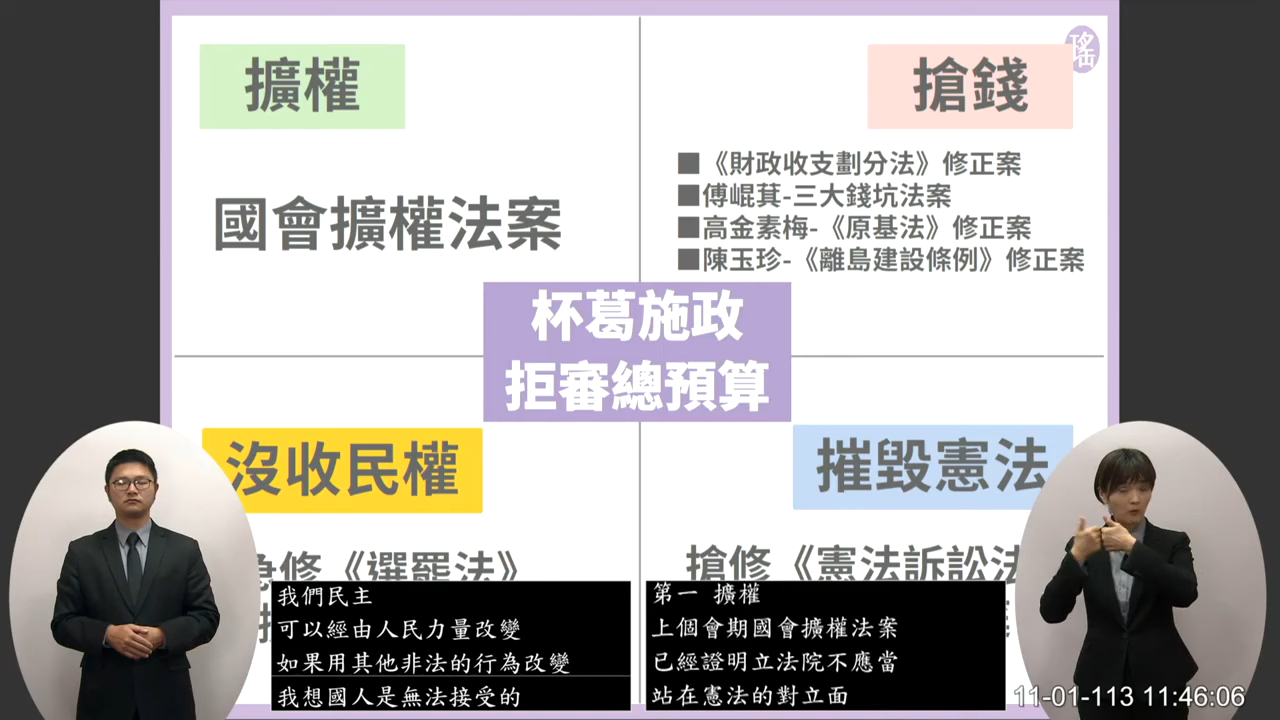 擴權
國會擴權法案
搶錢
瑤
■《財政收支劃分法》修正案
■傅崐萁-三大錢坑法案
■高金素梅-《原基法》修正案
■陳玉珍-《離島建設條例》修正案
杯葛施政
拒審總預算
沒收民權
急修《選罷法》
摧毀憲法
搶修《憲法訴訟法
我們民主
可以經由人民力量改變
如果用其他非法的行為改變
我想國人是無法接受的
第一 擴權
上個會期國會擴權法案
已經證明立法院不應當
站在憲法的對立面
11-01-113 11:46:06